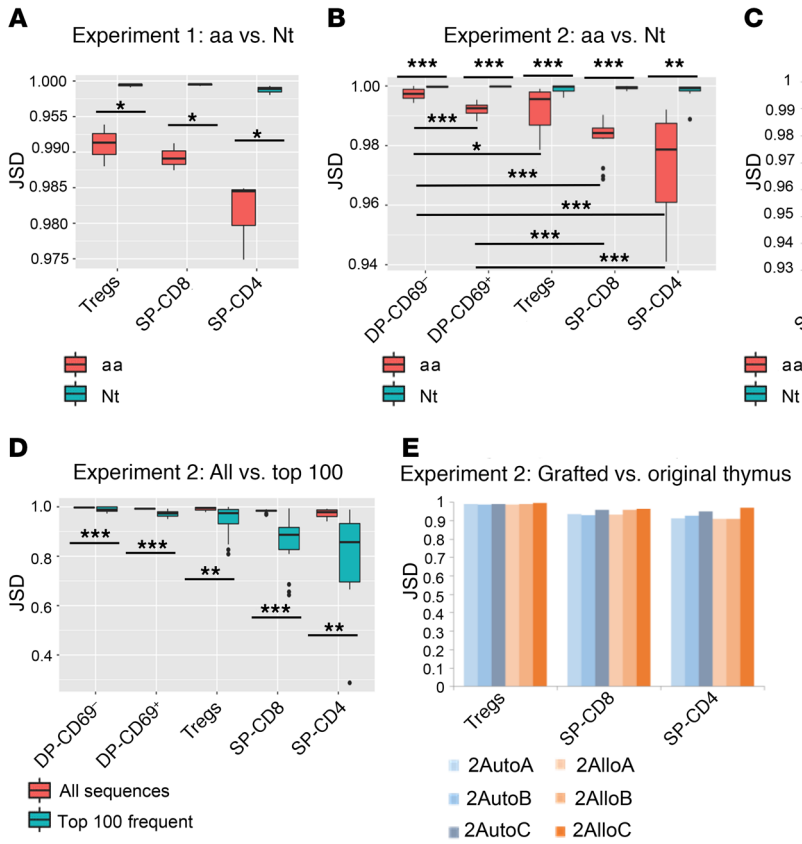 A
Experiment 1: aa vs. Nt
JSD
1.000
0.955
0.990
0.985
0.980
0.975
*
*
*
Tregs
SP-CD8
SP-CD4
aa
Nt
B
Experiment 2: aa vs. Nt
JSD
1.00
0.98
0.96
0.94
*** *** *** *** **
***
*
***
***
***
***
DP-CD69⁻
DP-CD69⁺
Tregs
SP-CD8
SP-CD4
aa
Nt
C
JSD
1
0.99
0.98
0.97
0.96
0.95
0.94
0.93
S
aa
Nt
D
Experiment 2: All vs. top 100
JSD
1.0
0.8
0.6
0.4
***
***
**
***
**
DP-CD69⁻
DP-CD69⁺
Tregs
SP-CD8
SP-CD4
All sequences
Top 100 frequent
E
Experiment 2: Grafted vs. original thymus
JSD
1
0.9
0.8
0.7
0.6
0.5
0.4
0.3
0.2
0.1
0
Tregs
SP-CD8
SP-CD4
2AutoA 2AlloA
2AutoB 2AlloB
2AutoC 2AlloC